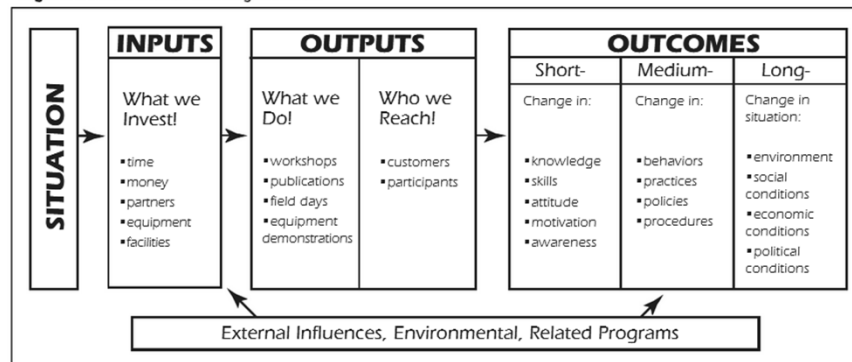 SITUATION
INPUTS
What we
Invest!
▪time
▪money
▪partners
▪equipment
▪facilities
OUTPUTS
What we
Do!
▪workshops
▪publications
▪field days
▪equipment
demonstrations
Who we
Reach!
▪customers
▪participants
OUTCOMES
Short-
Change in:
▪knowledge
▪skills
▪attitude
▪motivation
▪awareness
Medium-
Change in:
▪behaviors
▪practices
▪policies
▪procedures
Long-
Change in
situation:
▪environment
▪social
conditions
▪economic
conditions
▪political
conditions
External Influences, Environmental, Related Programs